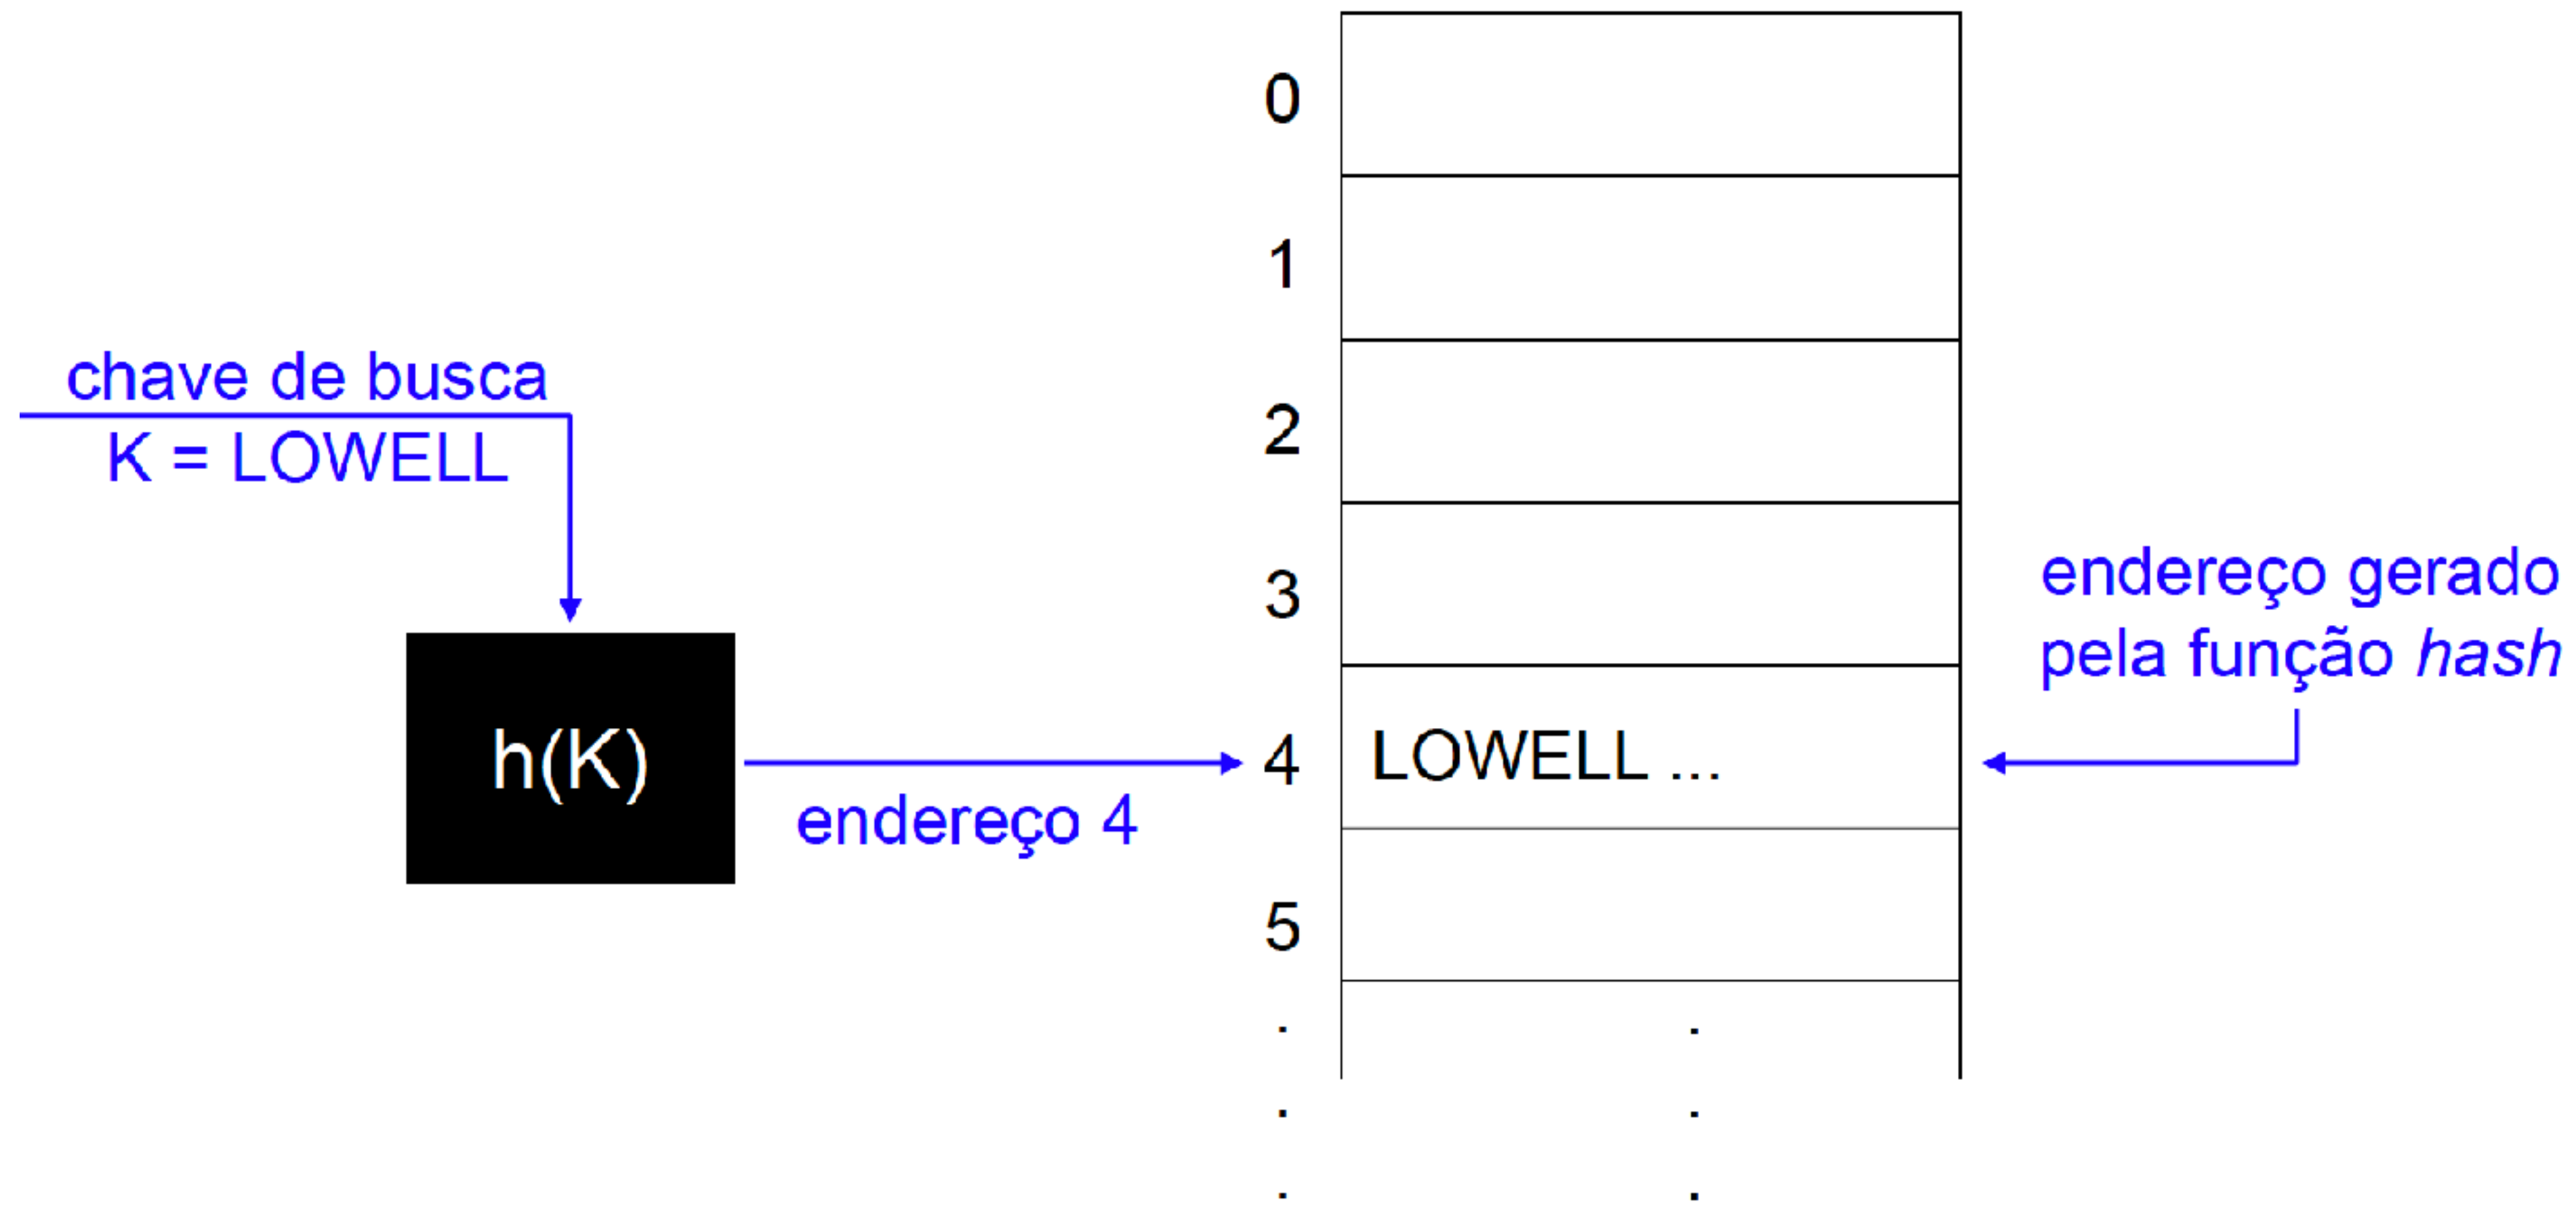 chave de busca
K = LOWELL
h(K)
endereço 4
0
1
2
3
4 LOWELL ...
5
. .
. .
. .
endereço gerado
pela função hash